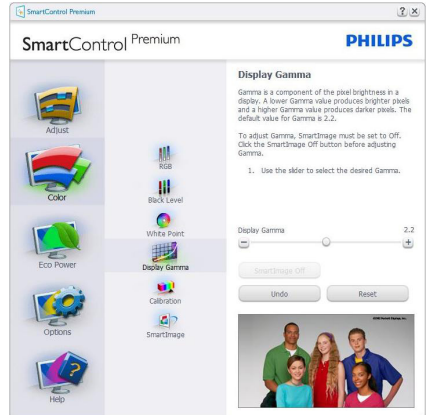 SmartControl Premium
SmartControl Premium
PHILIPS
Adjust
Color
Eco Power
Options
Help
RGB
Black Level
White Point
Display Gamma
Calibration
SmartImage
Display Gamma
Gamma is a component of the pixel brightness in a
display. A lower Gamma value produces brighter pixels
and a higher Gamma value produces darker pixels. The
default value for Gamma is 2.2.
To adjust Gamma, SmartImage must be set to Off.
Click the SmartImage Off button before adjusting
Gamma.
1. Use the slider to select the desired Gamma.
Display Gamma 2.2
SmartImage Off
Undo Reset